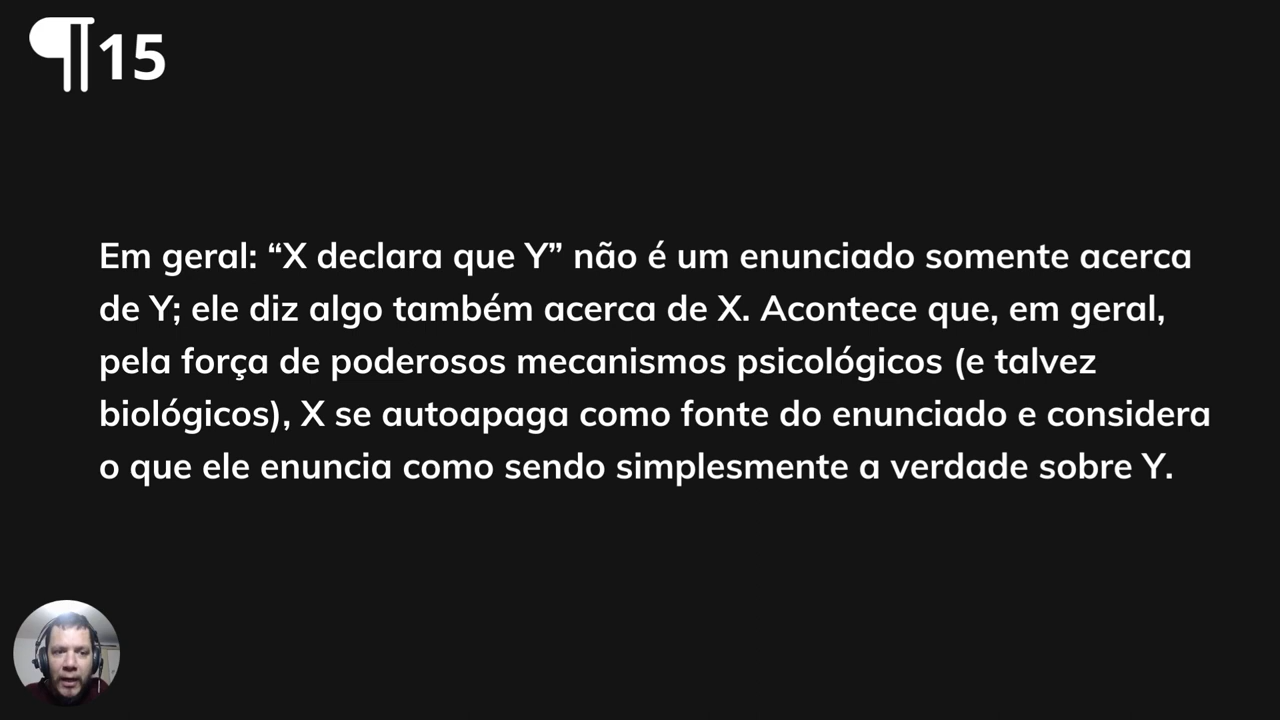 ¶15
Em geral: “X declara que Y” não é um enunciado somente acerca
de Y; ele diz algo também acerca de X. Acontece que, em geral,
pela força de poderosos mecanismos psicológicos (e talvez
biológicos), X se autoapaga como fonte do enunciado e considera
o que ele enuncia como sendo simplesmente a verdade sobre Y.